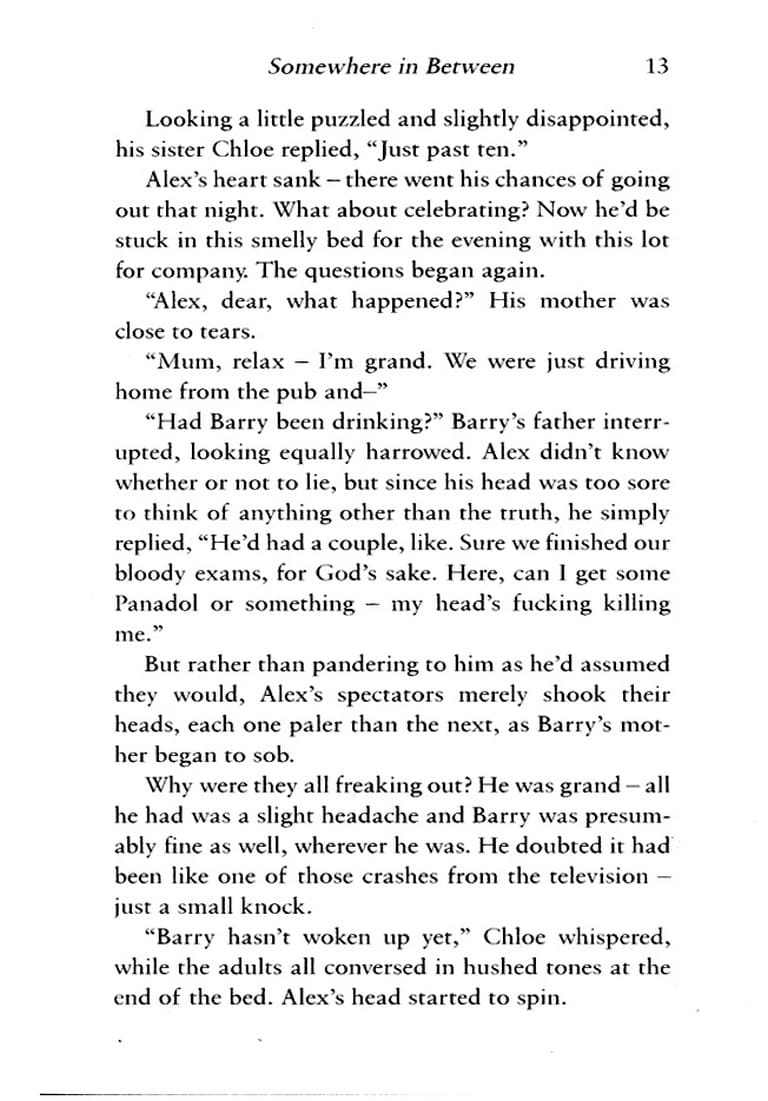 Somewhere in Between 13
Looking a little puzzled and slightly disappointed,
his sister Chloe replied, “Just past ten.”
Alex’s heart sank – there went his chances of going
out that night. What about celebrating? Now he’d be
stuck in this smelly bed for the evening with this lot
for company. The questions began again.
“Alex, dear, what happened?” His mother was
close to tears.
“Mum, relax – I’m grand. We were just driving
home from the pub and–”
“Had Barry been drinking?” Barry’s father interr-
upted, looking equally harrowed. Alex didn’t know
whether or not to lie, but since his head was too sore
to think of anything other than the truth, he simply
replied, “He’d had a couple, like. Sure we finished our
bloody exams, for God’s sake. Here, can I get some
Panadol or something – my head’s fucking killing
me.”
But rather than pandering to him as he’d assumed
they would, Alex’s spectators merely shook their
heads, each one paler than the next, as Barry’s mot-
her began to sob.
Why were they all freaking out? He was grand – all
he had was a slight headache and Barry was presum-
ably fine as well, wherever he was. He doubted it had
been like one of those crashes from the television –
just a small knock.
“Barry hasn’t woken up yet,” Chloe whispered,
while the adults all conversed in hushed tones at the
end of the bed. Alex’s head started to spin.